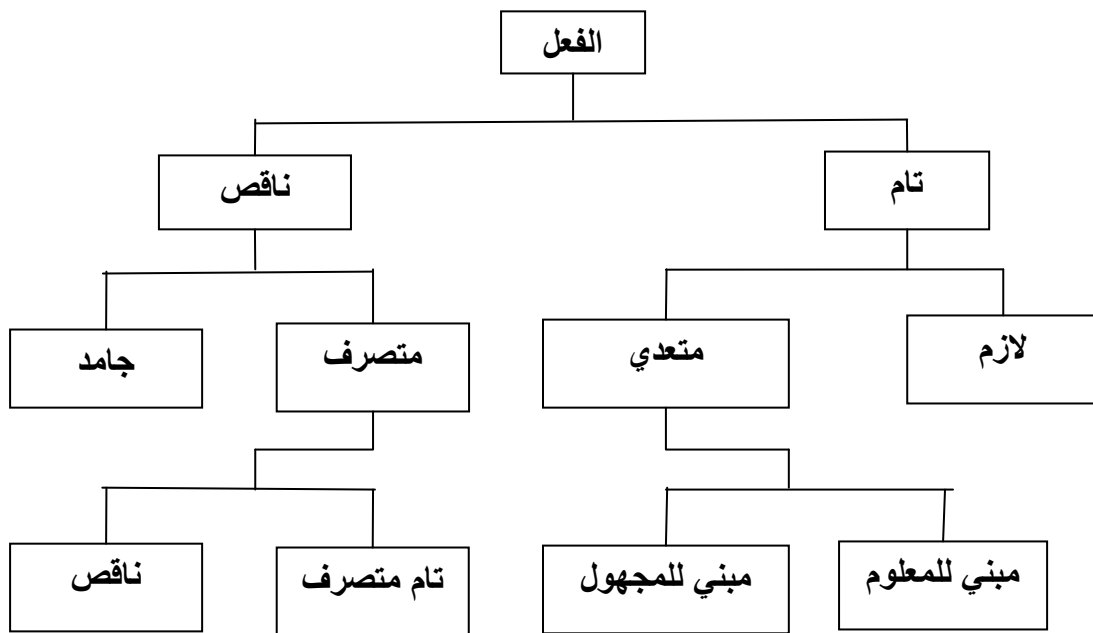 الفعل
تام
ناقص
لازم
متعدي
متصرف
جامد
مبني للمعلوم
مبني للمجهول
تام متصرف
ناقص